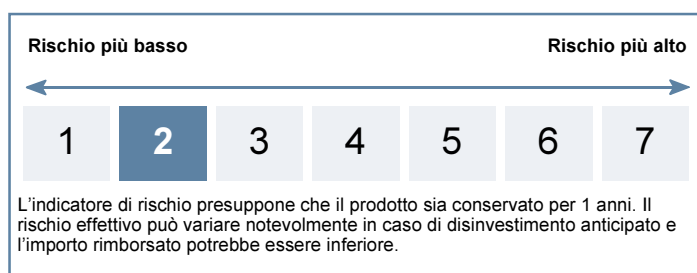 Rischio più basso Rischio più alto
1 2 3 4 5 6 7
L'indicatore di rischio presuppone che il prodotto sia conservato per 1 anni. Il
rischio effettivo può variare notevolmente in caso di disinvestimento anticipato e
l'importo rimborsato potrebbe essere inferiore.